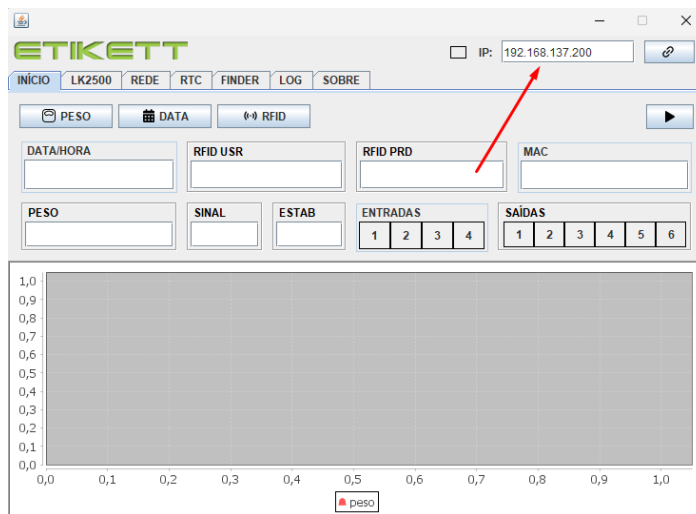 ETIKETT
IP: 192.168.137.200
INÍCIO LK2500 REDE RTC FINDER LOG SOBRE
PESO DATA RFID
DATA/HORA RFID USR RFID PRD MAC
PESO SINAL ESTAB ENTRADAS SAÍDAS
1 2 3 4 1 2 3 4 5 6
1,0
0,9
0,8
0,7
0,6
0,5
0,4
0,3
0,2
0,1
0,0
0,0 0,1 0,2 0,3 0,4 0,5 0,6 0,7 0,8 0,9 1,0
peso